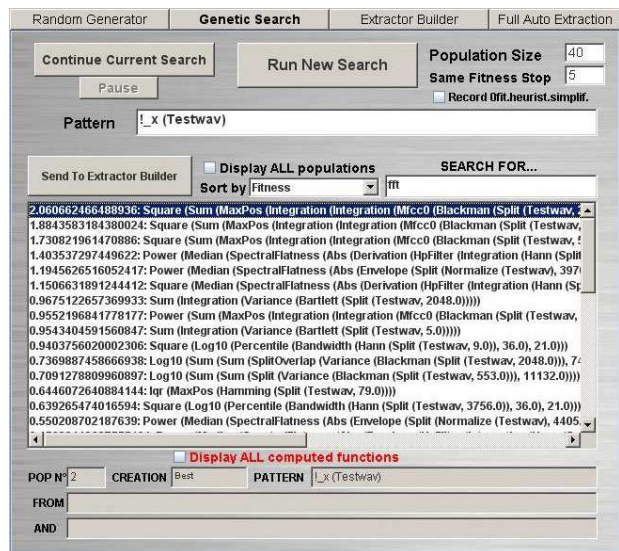 Random Generator Genetic Search Extractor Builder Full Auto Extraction
Continue Current Search Run New Search Population Size 40
Pause Same Fitness Stop 5
Record 0fit.heurist.simplif.
Pattern !_x (Testwav)
Send To Extractor Builder Display ALL populations SEARCH FOR...
Sort by Fitness fft
2.060662466488936: Square (Sum (MaxPos (Integration (Integration (Mfcc0 (Blackman (Split (Testwav, 2
1.8843583184380024: Square (Sum (MaxPos (Integration (Integration (Mfcc0 (Blackman (Split (Testw
1.7308219614470886: Square (Sum (MaxPos (Integration (Integration (Mfcc0 (Blackman (Split (Testwav, 5
1.403537297449622: Power (Median (SpectralFlatness (Abs (Derivation (HpFilter (Integration (Hann (Split
1.1945626516052417: Power (Median (SpectralFlatness (Abs (Envelope (Split (Normalize (Testwav), 397
1.1506631891244412: Square (Median (SpectralFlatness (Abs (Derivation (HpFilter (Integration (Hann (Sp
0.9675122657369933: Sum (Integration (Variance (Bartlett (Split (Testwav, 2048.0)))))
0.9552196841778177: Power (Sum (MaxPos (Integration (Integration (Mfcc0 (Blackman (Split (Testwav,
0.9543404591560847: Sum (Integration (Variance (Bartlett (Split (Testwav, 5.0)))))
0.9403756020002306: Square (Log10 (Percentile (Bandwidth (Hann (Split (Testwav, 9.0)), 36.0), 21.0)))
0.7369887458666938: Log10 (Sum (Sum (SplitOverlap (Variance (Blackman (Split (Testwav, 2048.0))), 74
0.7091278809960897: Log10 (Sum (Sum (Split (Variance (Blackman (Split (Testwav, 553.0))), 11132.0))))
0.6446072640884144: Iqr (MaxPos (Hamming (Split (Testwav, 79.0))))
0.639265474016594: Square (Log10 (Percentile (Bandwidth (Hann (Split (Testwav, 3756.0)), 36.0), 21.0)))
0.550208702187639: Power (Median (SpectralFlatness (Abs (Envelope (Split (Normalize (Testwav), 4405.
Display ALL computed functions
POP N° 2 CREATION Best PATTERN !_x (Testwav)
FROM
AND